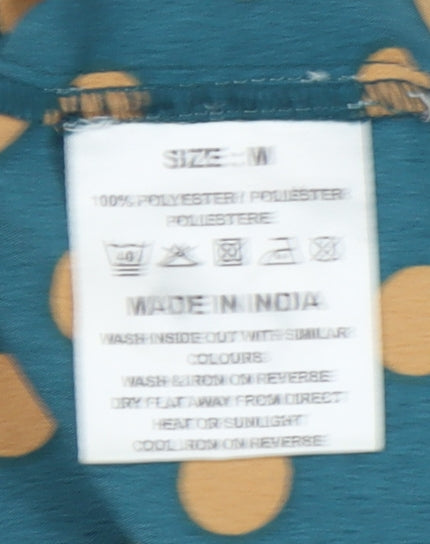 SIZE : M
100% POLYESTER / POLIÉSTER
POLIESTERE
40
MADE IN INDIA
WASH INSIDE OUT WITH SIMILAR
COLOURS
WASH & IRON ON REVERSE
DRY FLAT AWAY FROM DIRECT
HEAT OR SUNLIGHT
COOL IRON ON REVERSE